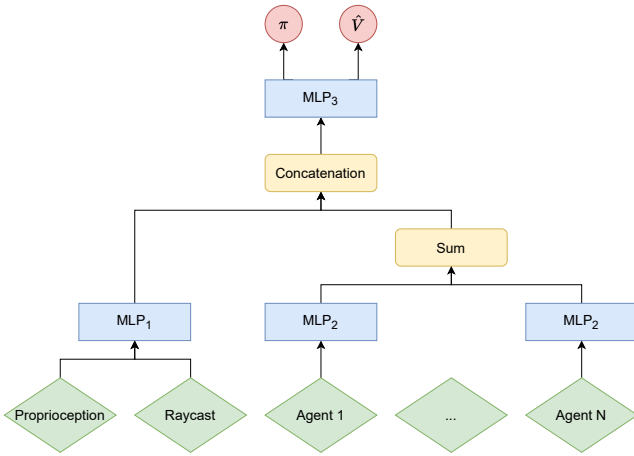 π
V̂
MLP₃
Concatenation
Sum
MLP₁
MLP₂
MLP₂
Proprioception
Raycast
Agent 1
...
Agent N